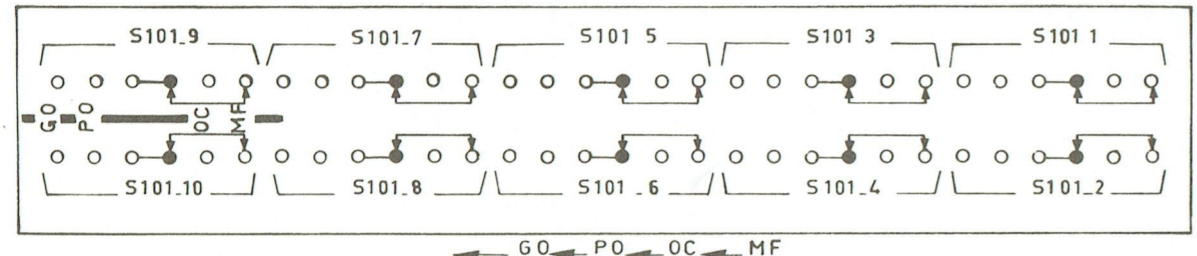 S101_9 S101_7 S101 5 S101 3 S101 1
GO PO OC MF
S101_10 S101_8 S101 _6 S101_4 S101_2
GO PO OC MF